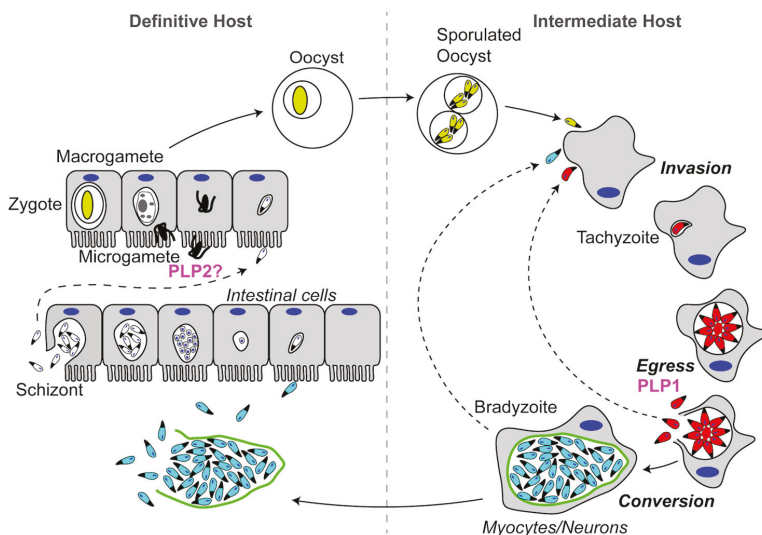 Definitive Host
Intermediate Host
Oocyst
Sporulated
Oocyst
Macrogamete
Zygote
Microgamete
PLP2?
Intestinal cells
Schizont
Invasion
Tachyzoite
Egress
PLP1
Bradyzoite
Conversion
Myocytes/Neurons